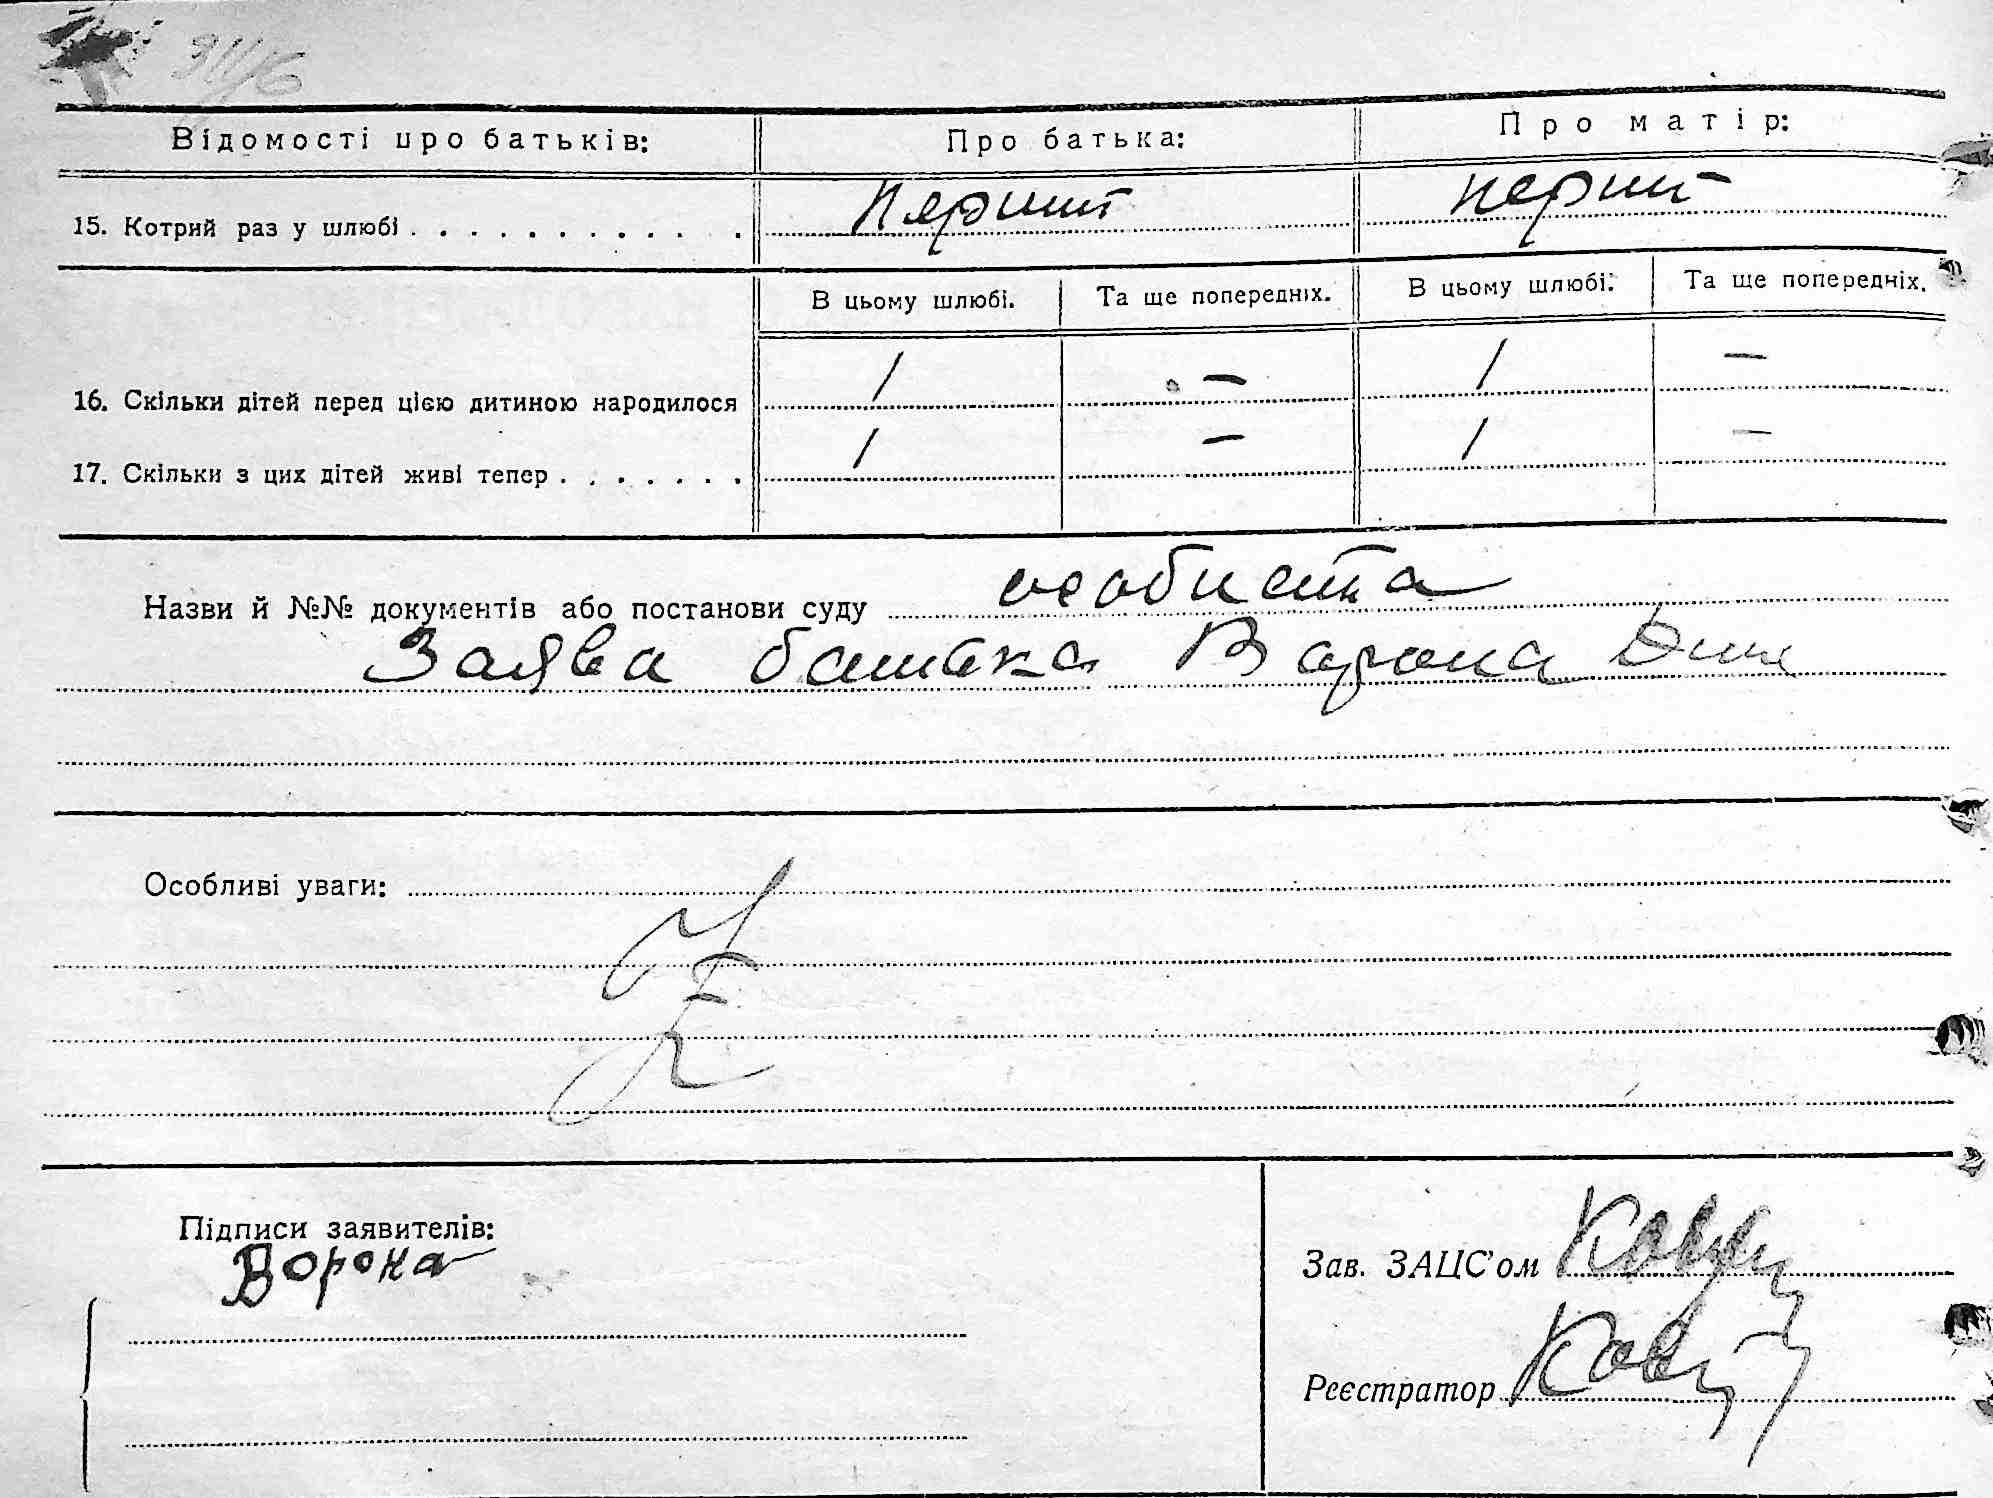 Відомості про батьків: Про батька: Про матір:
15. Котрий раз у шлюбі . . . . . . . . . . . . перший перший
В цьому шлюбі. Та ще попередніх. В цьому шлюбі. Та ще попередніх.
16. Скільки дітей перед цією дитиною народилося 1 – 1 –
17. Скільки з цих дітей живі тепер . . . . . . . 1 – 1 –
Назви й №№ документів або постанови суду особиста
Заява батька Ворона
Особливі уваги:
Підписи заявителів:
Ворона
Зав. ЗАЦС'ом
Реєстратор